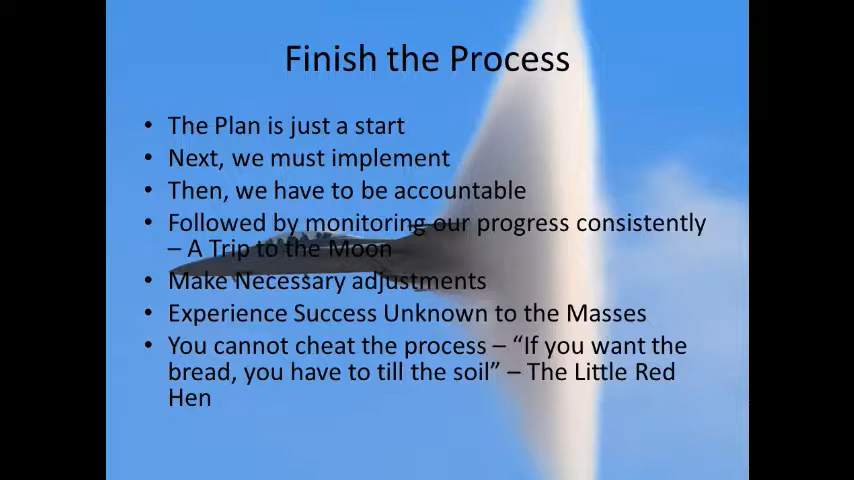 Finish the Process
• The Plan is just a start
• Next, we must implement
• Then, we have to be accountable
• Followed by monitoring our progress consistently
– A Trip to the Moon
• Make Necessary adjustments
• Experience Success Unknown to the Masses
• You cannot cheat the process – “If you want the
bread, you have to till the soil” – The Little Red
Hen